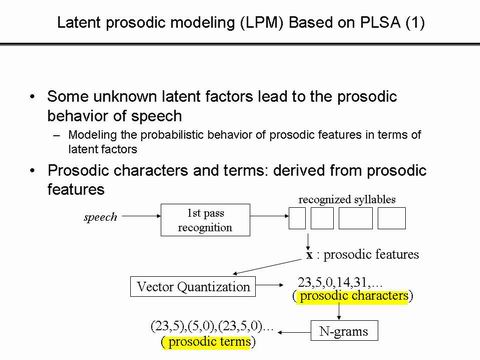 Latent prosodic modeling (LPM) Based on PLSA (1)
• Some unknown latent factors lead to the prosodic
behavior of speech
– Modeling the probabilistic behavior of prosodic features in terms of
latent factors
• Prosodic characters and terms: derived from prosodic
features
recognized syllables
speech
1st pass
recognition
x : prosodic features
Vector Quantization
23,5,0,14,31,…
( prosodic characters)
(23,5),(5,0),(23,5,0)…
( prosodic terms)
N-grams